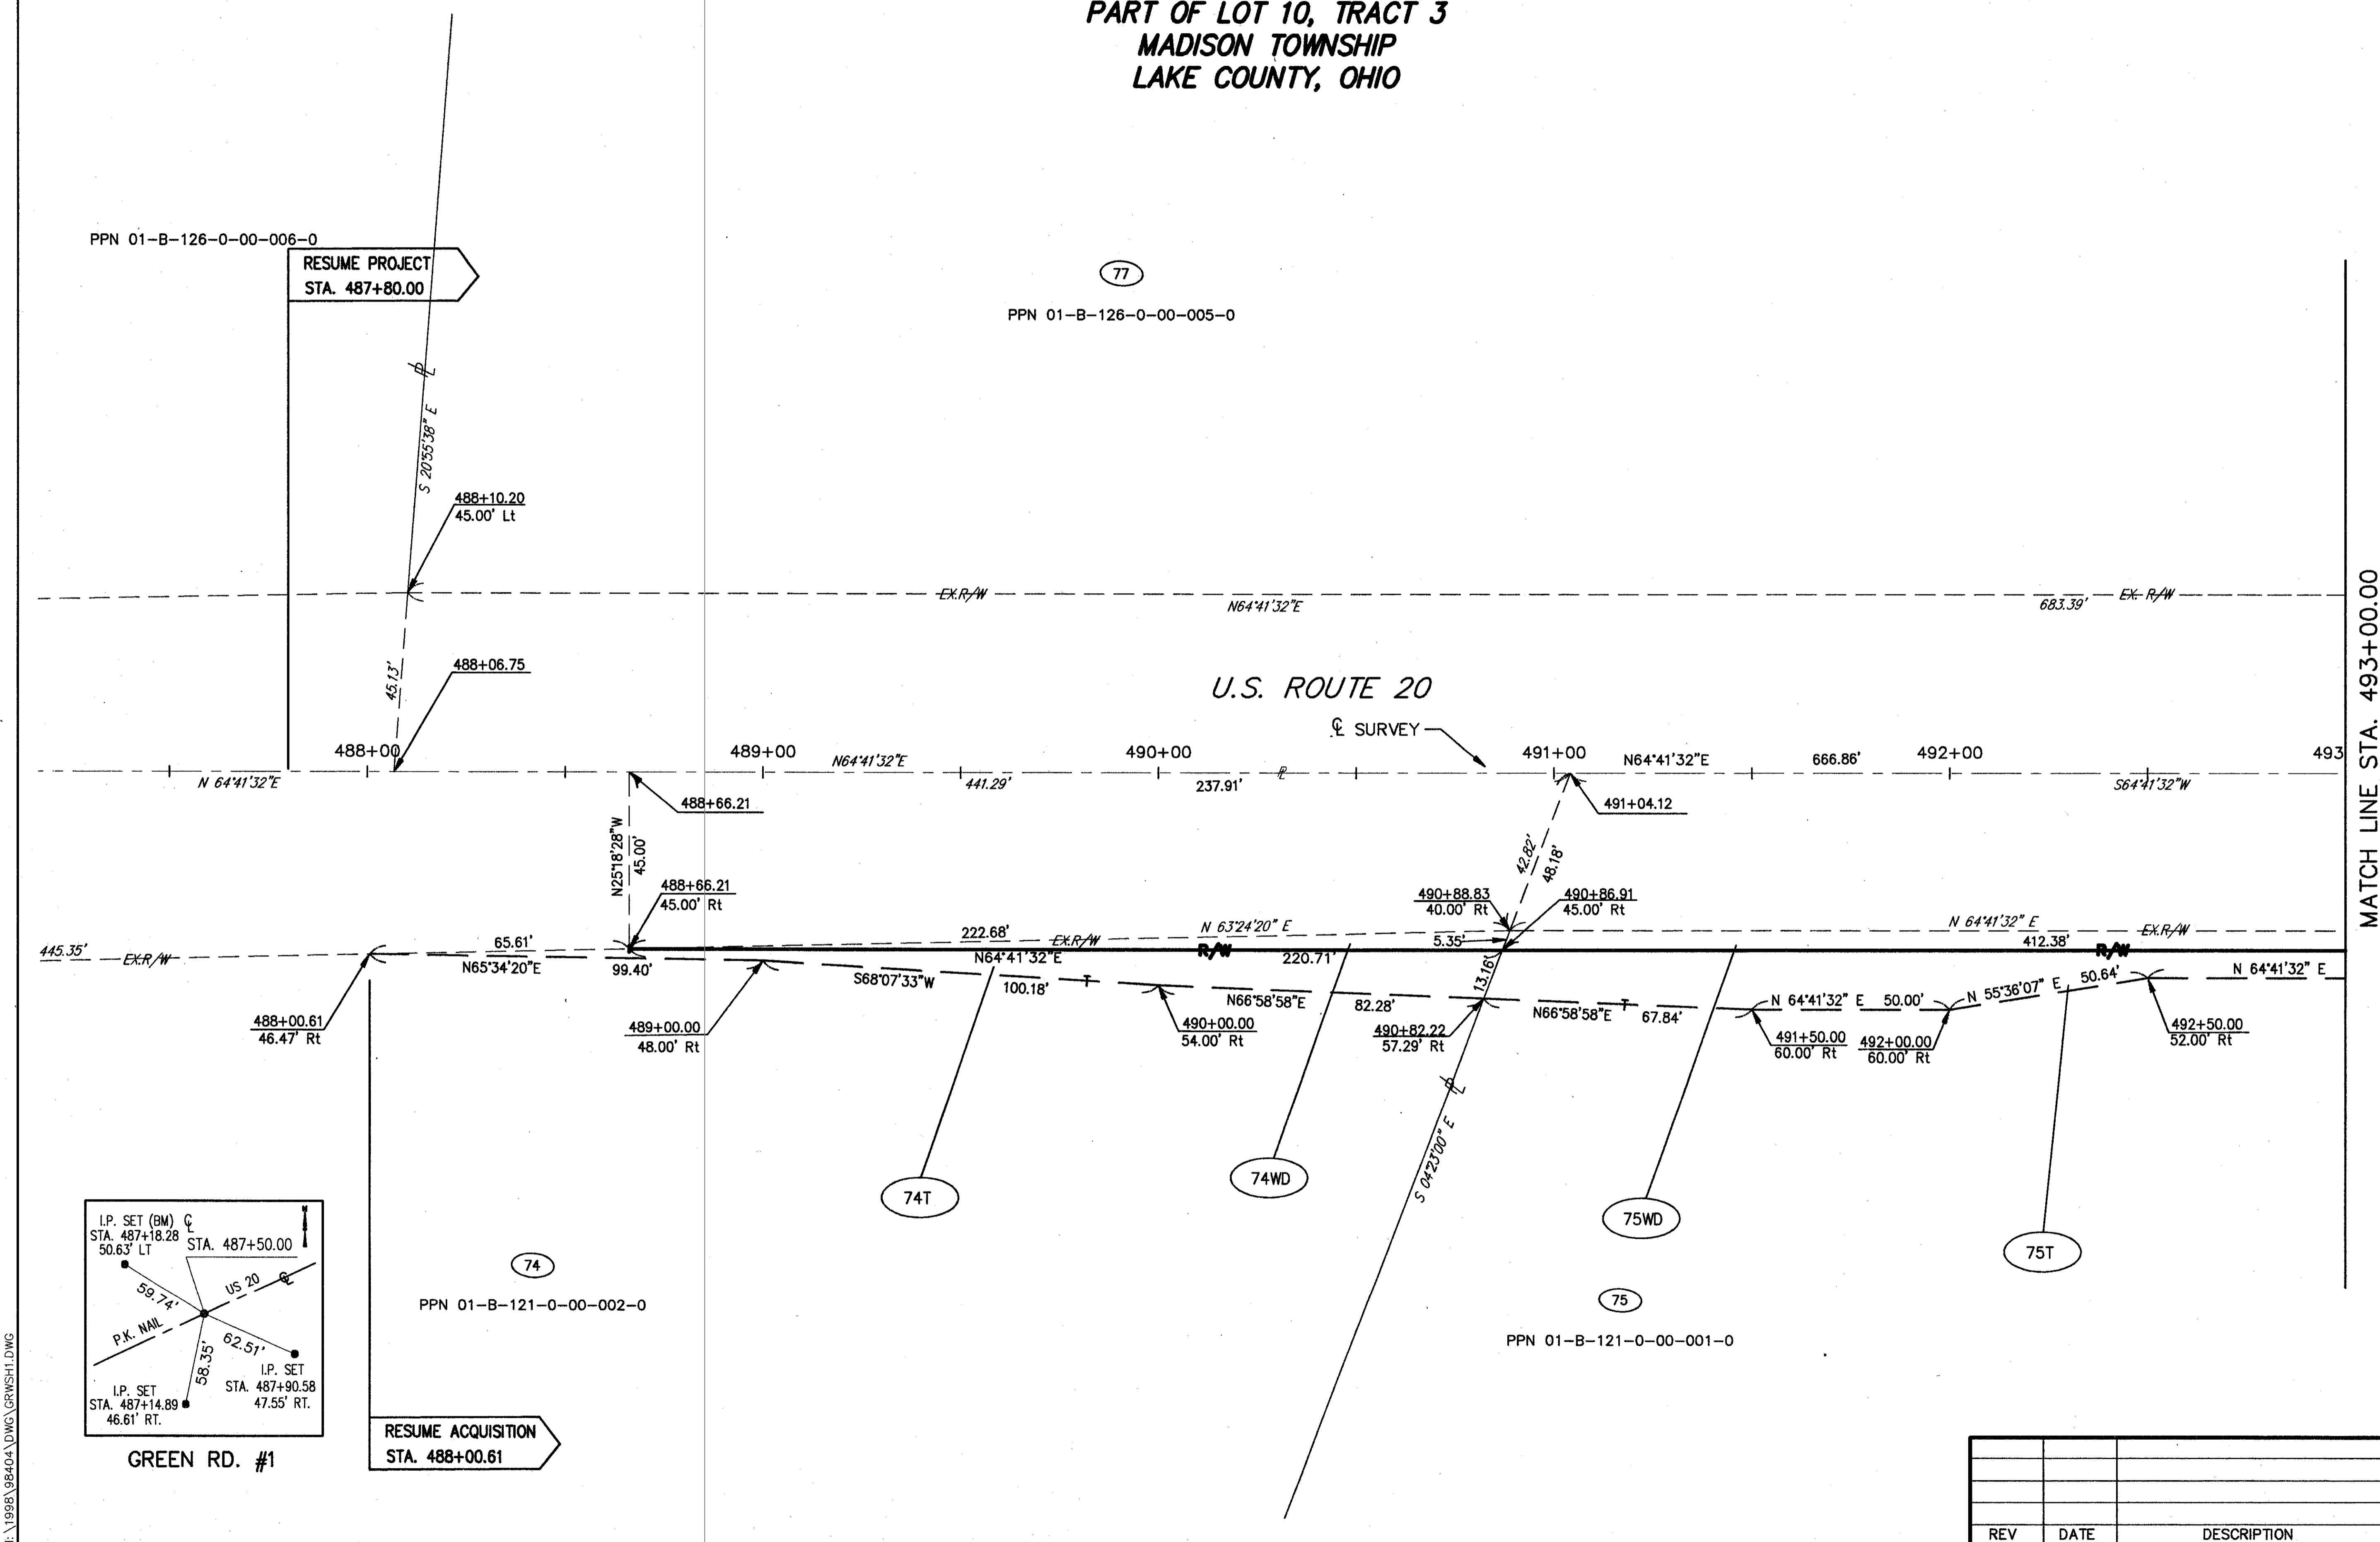 PART OF LOT 10, TRACT 3
MADISON TOWNSHIP
LAKE COUNTY, OHIO
PPN 01-B-126-0-00-006-0
RESUME PROJECT
STA. 487+80.00
77
PPN 01-B-126-0-00-005-0
PL
S 20°55'38" E
488+10.20
45.00' Lt
EX.R/W
N64°41'32"E
683.39'
EX. R/W
MATCH LINE STA. 493+00.00
45.13'
488+06.75
U.S. ROUTE 20
CL SURVEY
488+00
489+00
490+00
491+00
492+00
493
N 64°41'32"E
N64°41'32"E
441.29'
237.91'
PL
N64°41'32"E
666.86'
S64°41'32"W
488+66.21
491+04.12
N25°18'28"W
45.00'
42.82'
48.18'
488+66.21
45.00' Rt
490+88.83
40.00' Rt
490+86.91
45.00' Rt
445.35'
EX.R/W
65.61'
222.68'
EX.R/W
N 63°24'20" E
5.35'
N 64°41'32" E
EX.R/W
412.38'
R/W
R/W
N65°34'20"E
99.40'
S68°07'33"W
N64°41'32"E
100.18'
T
220.71'
13.16'
N66°58'58"E
82.28'
N66°58'58"E
T
67.84'
N 64°41'32" E
50.00'
N 55°36'07" E
50.64'
N 64°41'32" E
488+00.61
46.47' Rt
489+00.00
48.00' Rt
490+00.00
54.00' Rt
490+82.22
57.29' Rt
491+50.00
60.00' Rt
492+00.00
60.00' Rt
492+50.00
52.00' Rt
PL
S 04°23'00" E
74T
74WD
75WD
75T
74
PPN 01-B-121-0-00-002-0
75
PPN 01-B-121-0-00-001-0
I.P. SET (BM) CL
STA. 487+18.28
50.63' LT
STA. 487+50.00
N
59.74'
US 20 CL
P.K. NAIL
62.51'
58.35'
I.P. SET
STA. 487+90.58
47.55' RT.
I.P. SET
STA. 487+14.89
46.61' RT.
GREEN RD. #1
RESUME ACQUISITION
STA. 488+00.61
\1998\98404\DWG\GRWSH1.DWG
REV DATE DESCRIPTION